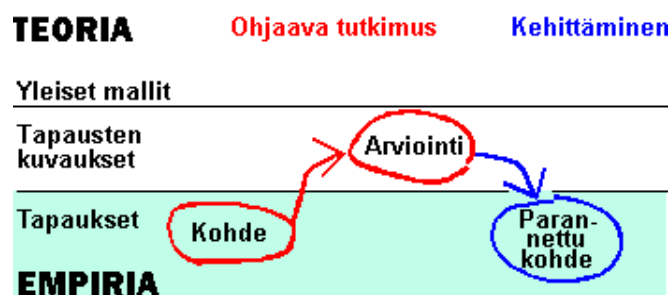 TEORIA Ohjaava tutkimus Kehittäminen
Yleiset mallit
Tapausten
kuvaukset
Arviointi
Tapaukset
Kohde
Paran-
nettu
kohde
EMPIRIA